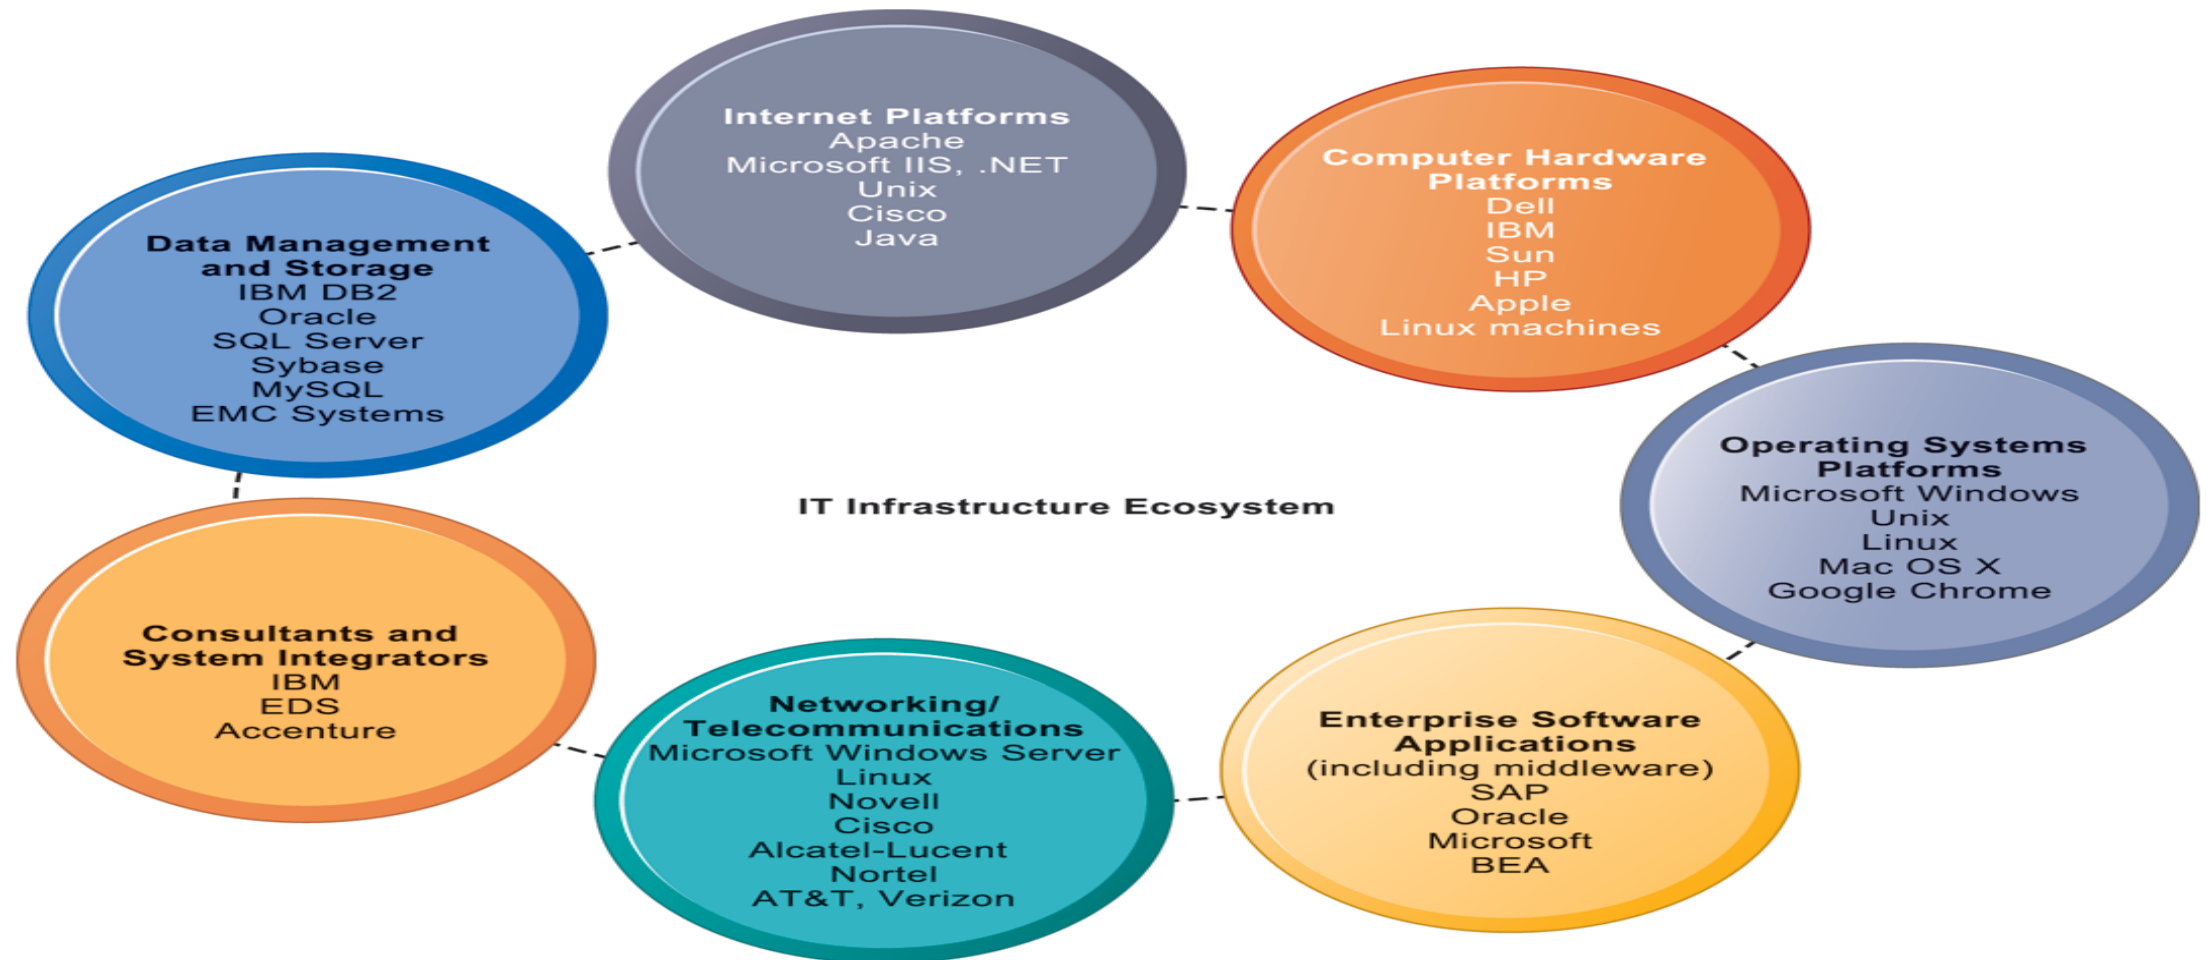 Internet Platforms
Apache
Microsoft IIS, .NET
Unix
Cisco
Java
Computer Hardware
Platforms
Dell
IBM
Sun
HP
Apple
Linux machines
Data Management
and Storage
IBM DB2
Oracle
SQL Server
Sybase
MySQL
EMC Systems
Operating Systems
Platforms
Microsoft Windows
Unix
Linux
Mac OS X
Google Chrome
IT Infrastructure Ecosystem
Consultants and
System Integrators
IBM
EDS
Accenture
Networking/
Telecommunications
Microsoft Windows Server
Linux
Novell
Cisco
Alcatel-Lucent
Nortel
AT&T, Verizon
Enterprise Software
Applications
(including middleware)
SAP
Oracle
Microsoft
BEA